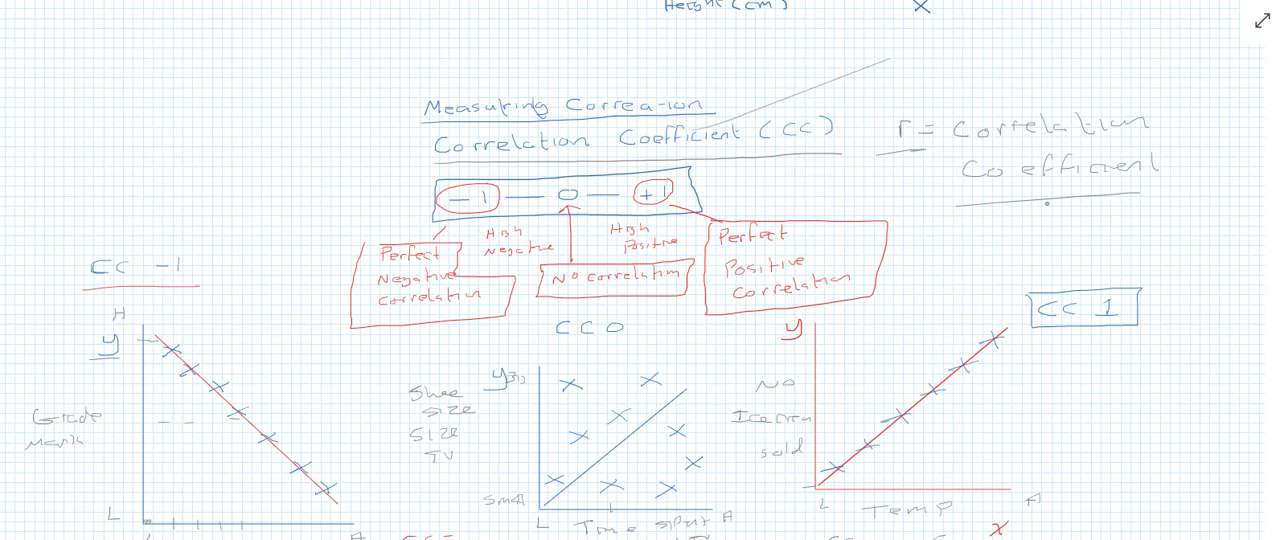 Height (cm)
Measuring Correa-ion
Correlation Coefficient (CC)
r = Correlation
Coefficient
-1 — 0 — +1
High
Negative
High
Positive
Perfect
Negative
Correlation
No correlation
Perfect
Positive
Correlation
CC -1
H
y
Grade
Mark
L
CC 0
y
Shoe
SIZE
SIZE
TV
Small
L
Time Spent
CC 1
y
No
Icecream
sold
L
Temp
x